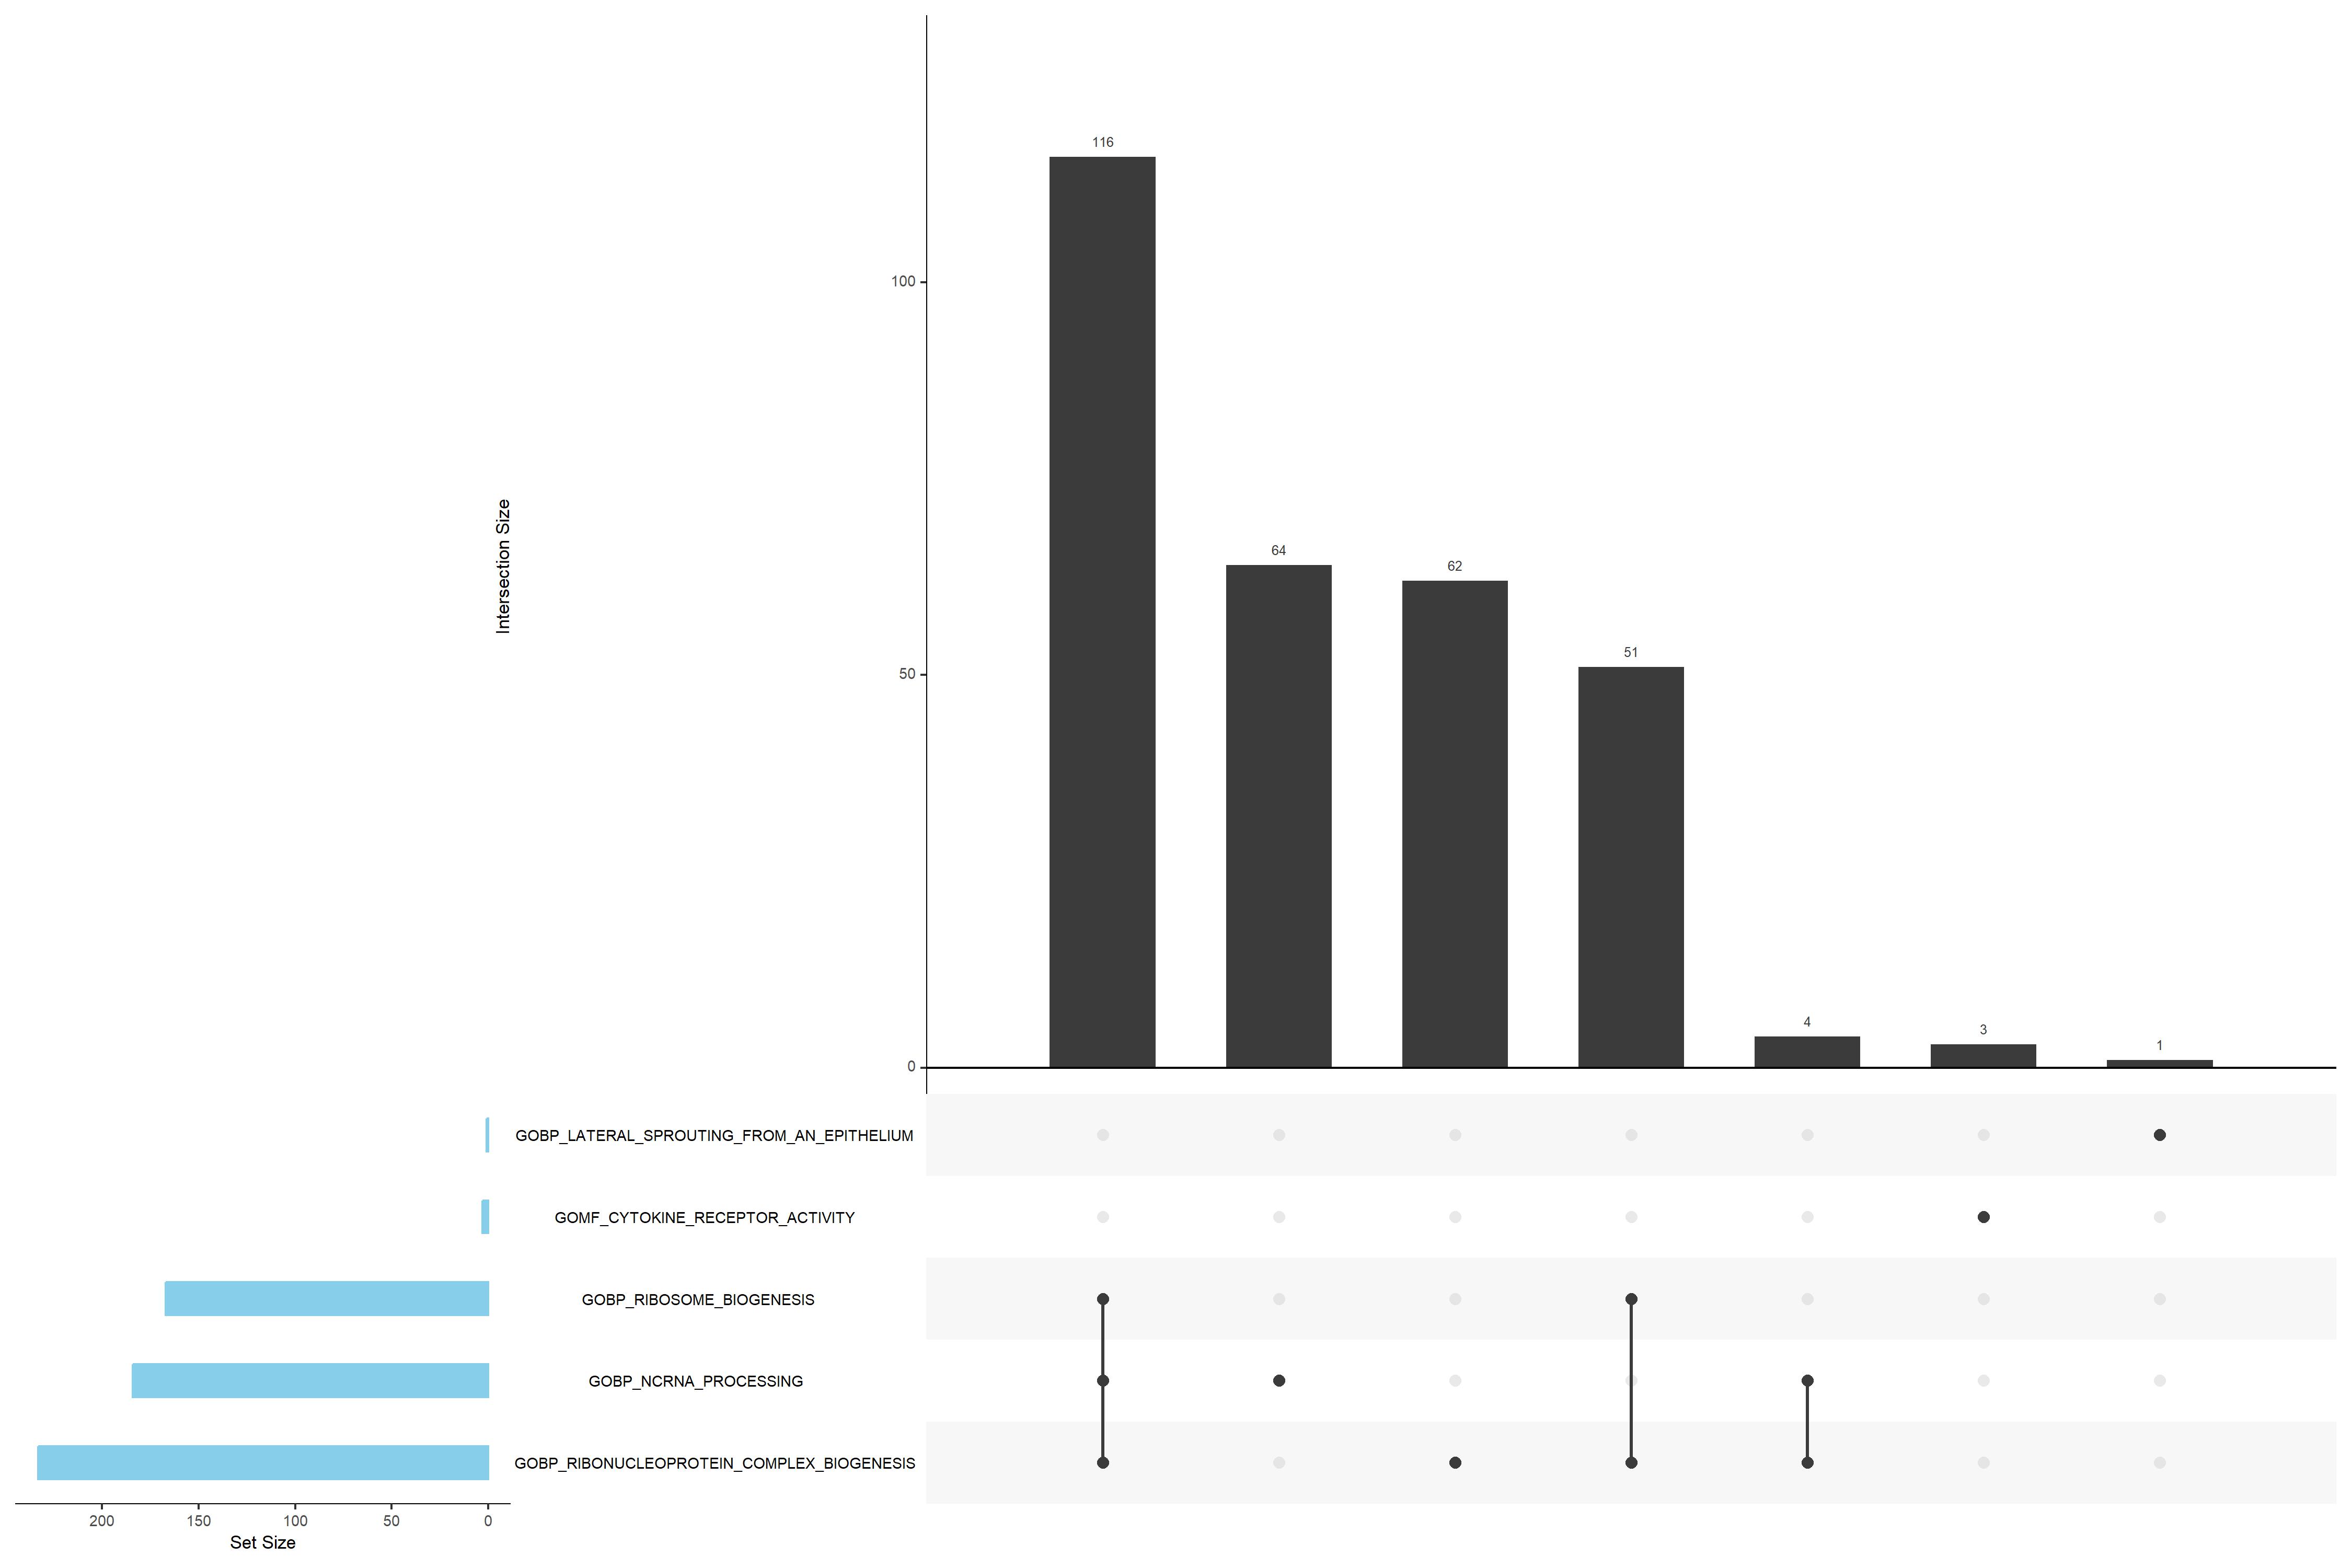 116
100
64
62
Intersection Size
51
50
4
3
1
0
GOBP_LATERAL_SPROUTING_FROM_AN_EPITHELIUM
GOMF_CYTOKINE_RECEPTOR_ACTIVITY
GOBP_RIBOSOME_BIOGENESIS
GOBP_NCRNA_PROCESSING
GOBP_RIBONUCLEOPROTEIN_COMPLEX_BIOGENESIS
200 150 100 50 0
Set Size